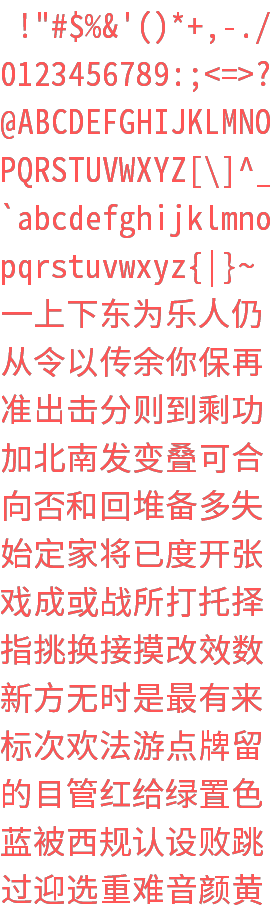 !"#$%&'()*+,-./
0123456789:;<=>?
@ABCDEFGHIJKLMNO
PQRSTUVWXYZ[\]^_
`abcdefghijklmno
pqrstuvwxyz{|}~
一上下东为乐人仍
从令以传余你保再
准出击分则到剩功
加北南发变叠可合
向否和回堆备多失
始定家将已度开张
戏成或战所打托择
指挑换接摸改效数
新方无时是最有来
标次欢法游点牌留
的目管红给绿置色
蓝被西规认设败跳
过迎选重难音颜黄